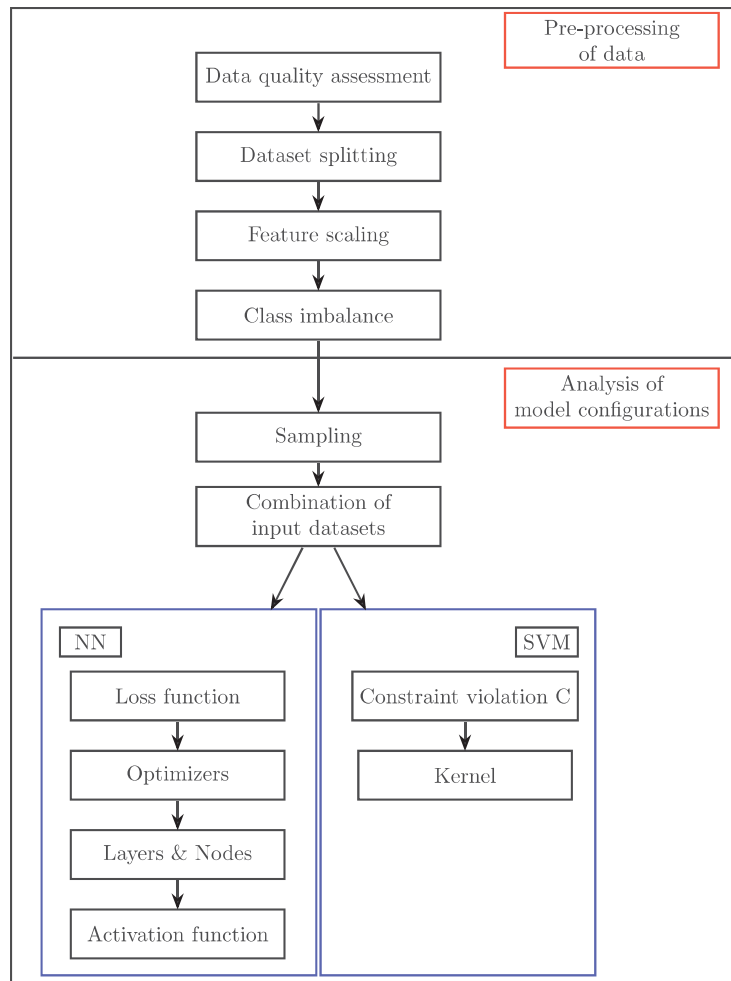 Pre-processing
of data
Data quality assessment
Dataset splitting
Feature scaling
Class imbalance
Analysis of
model configurations
Sampling
Combination of
input datasets
NN
Loss function
Optimizers
Layers & Nodes
Activation function
SVM
Constraint violation C
Kernel